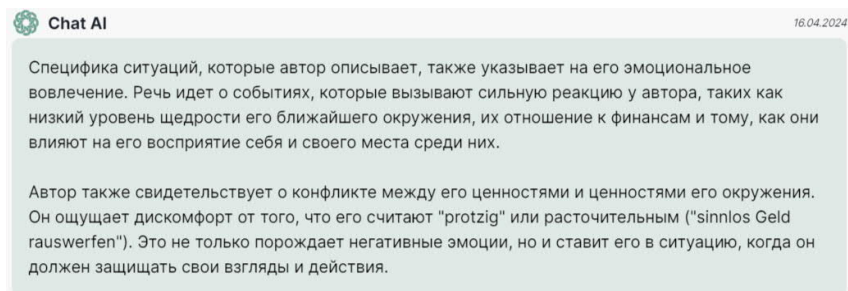 Chat AI
16.04.2024
Специфика ситуаций, которые автор описывает, также указывает на его эмоциональное
вовлечение. Речь идет о событиях, которые вызывают сильную реакцию у автора, таких как
низкий уровень щедрости его ближайшего окружения, их отношение к финансам и тому, как они
влияют на его восприятие себя и своего места среди них.
Автор также свидетельствует о конфликте между его ценностями и ценностями его окружения.
Он ощущает дискомфорт от того, что его считают "protzig" или расточительным ("sinnlos Geld
rauswerfen"). Это не только порождает негативные эмоции, но и ставит его в ситуацию, когда он
должен защищать свои взгляды и действия.